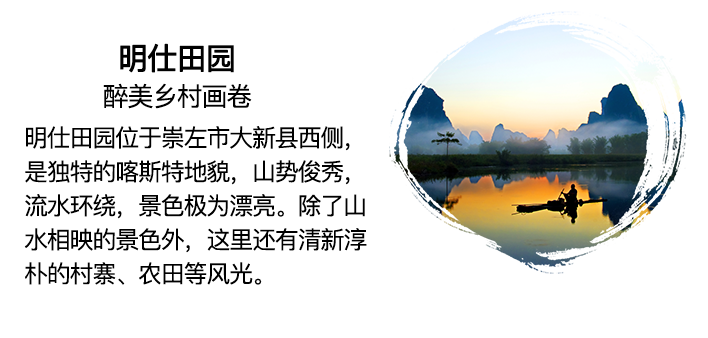 明仕田园
醉美乡村画卷
明仕田园位于崇左市大新县西侧，
是独特的喀斯特地貌，山势俊秀，
流水环绕，景色极为漂亮。除了山
水相映的景色外，这里还有清新淳
朴的村寨、农田等风光。